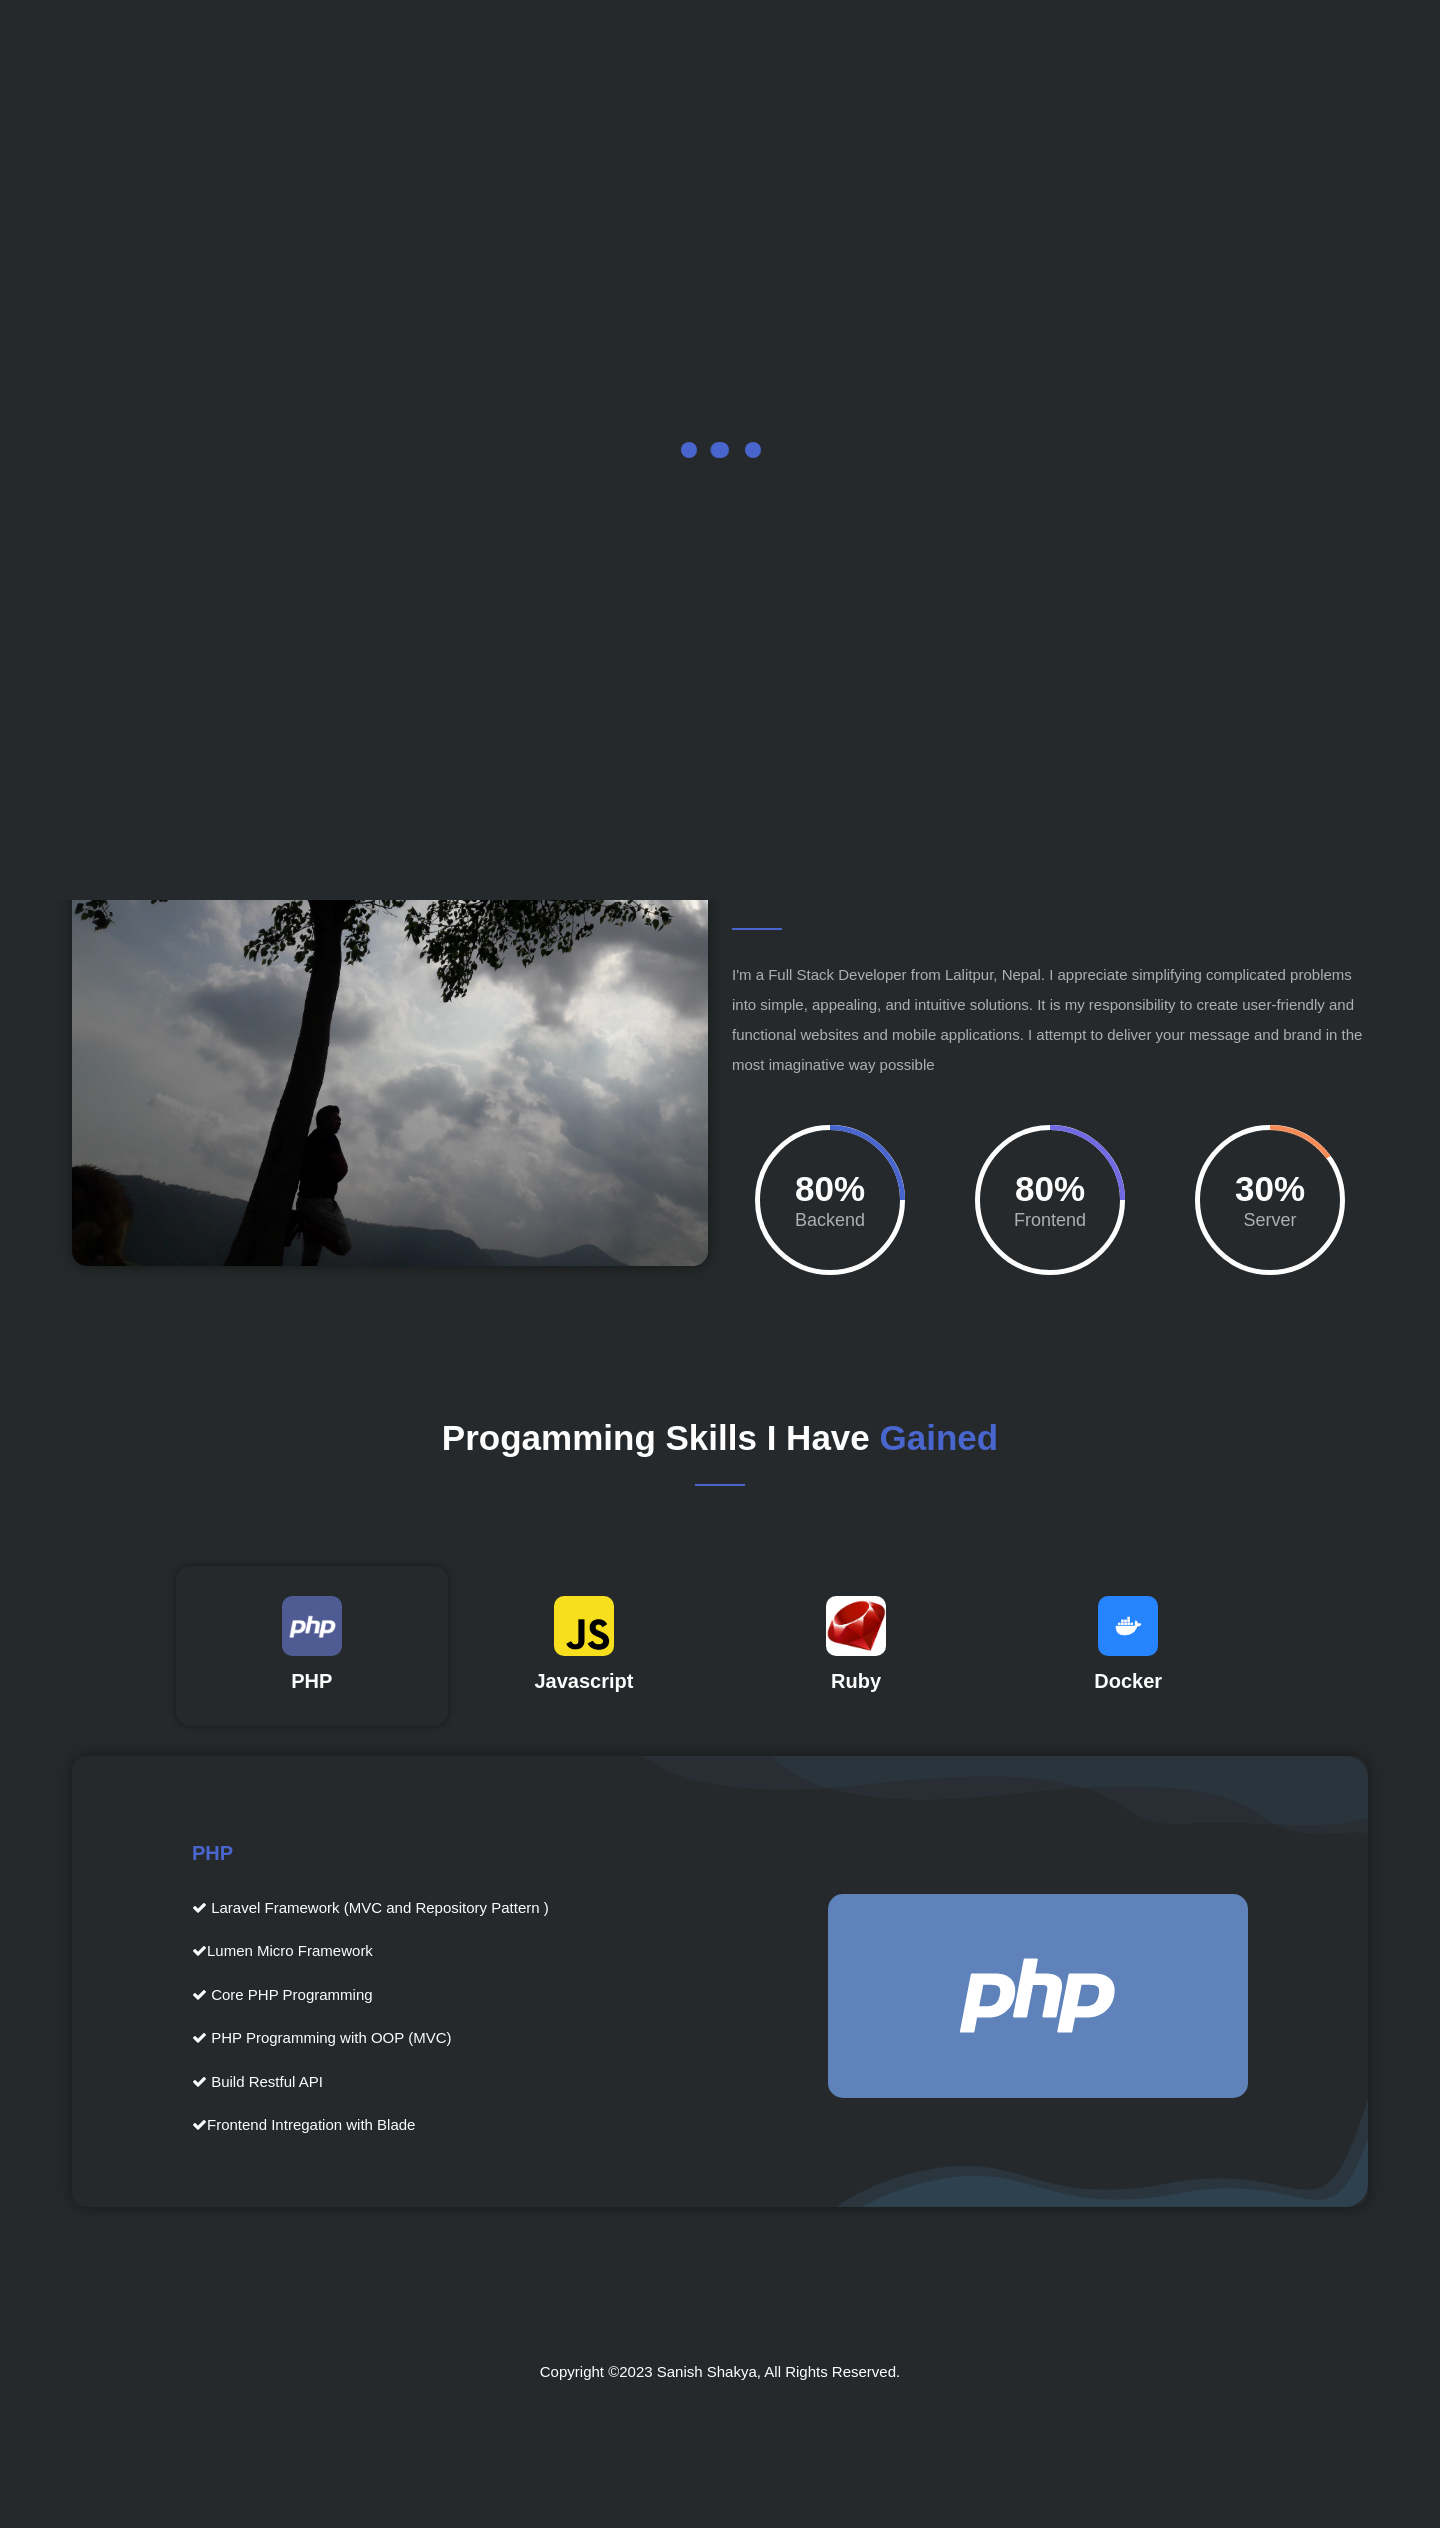 I'm a Full Stack Developer from Lalitpur, Nepal. I appreciate simplifying complicated problems
into simple, appealing, and intuitive solutions. It is my responsibility to create user-friendly and
functional websites and mobile applications. I attempt to deliver your message and brand in the
most imaginative way possible
80% 80% 30%
Backend Frontend Server
Progamming Skills I Have Gained
php JS
PHP Javascript Ruby Docker
PHP
Laravel Framework (MVC and Repository Pattern )
Lumen Micro Framework
Core PHP Programming
PHP Programming with OOP (MVC)
Build Restful API
Frontend Intregation with Blade
php
Copyright ©2023 Sanish Shakya, All Rights Reserved.